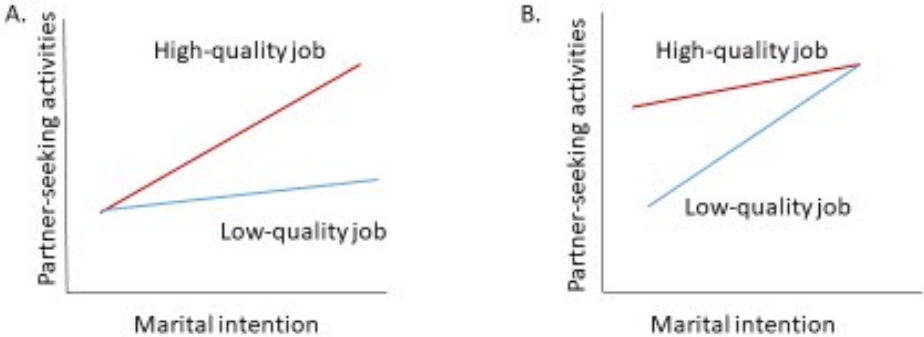 A.
Partner-seeking activities
High-quality job
Low-quality job
Marital intention
B.
Partner-seeking activities
High-quality job
Low-quality job
Marital intention